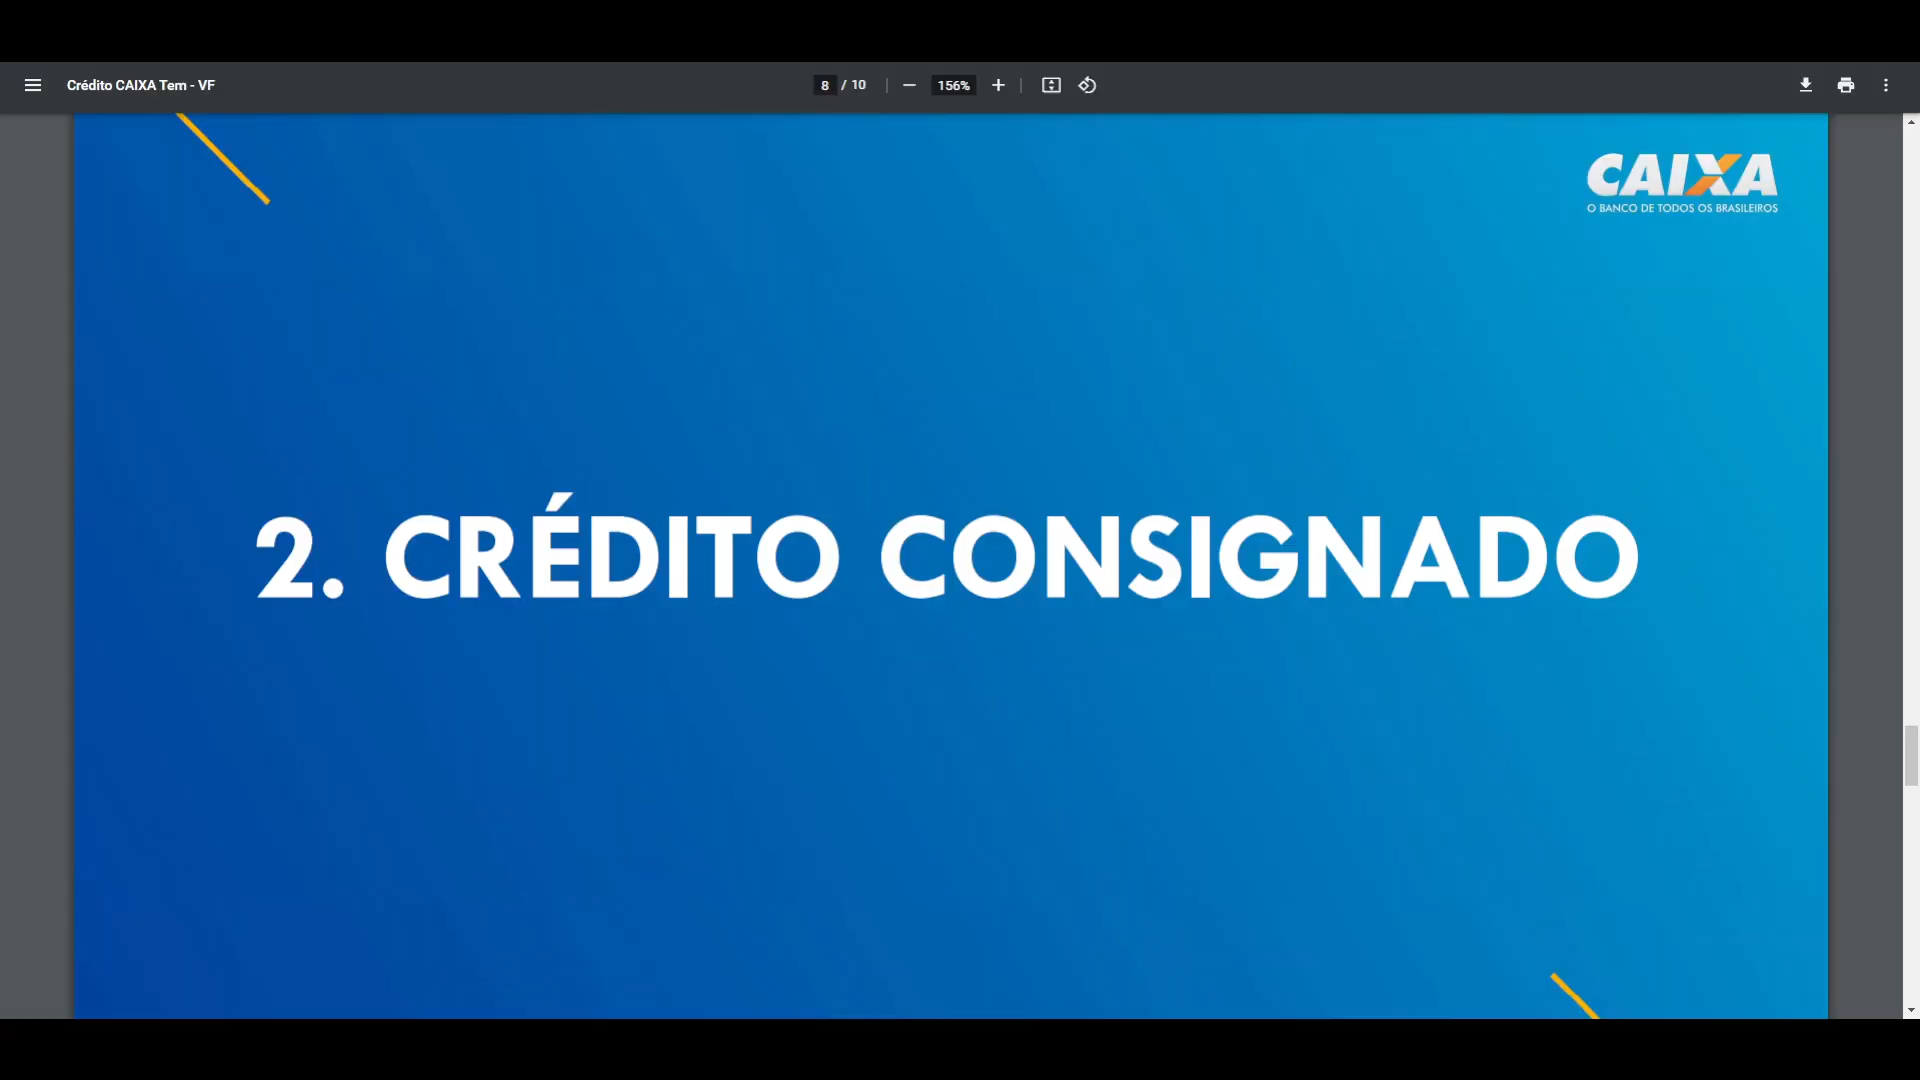 Crédito CAIXA Tem - VF
8 / 10
156%
CAIXA
O BANCO DE TODOS OS BRASILEIROS
2. CRÉDITO CONSIGNADO